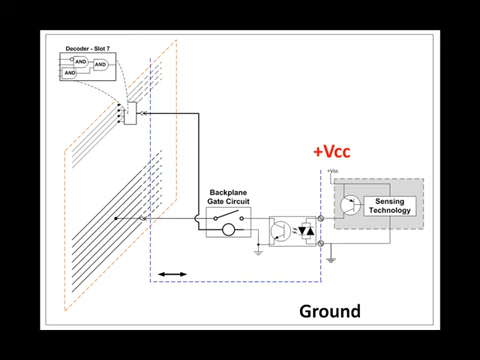 Decoder - Slot 7
AND
AND
AND
+Vcc
+Vcc
Backplane
Gate Circuit
Sensing
Technology
Ground